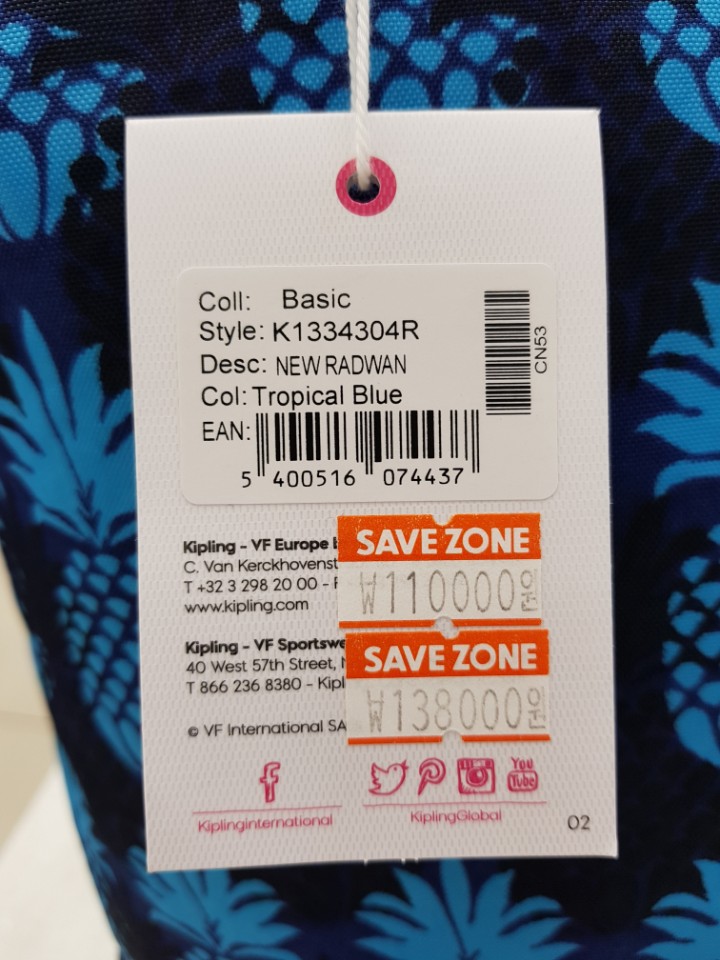 Coll: Basic
Style: K1334304R
Desc: NEW RADWAN
Col: Tropical Blue
EAN:
5 400516 074437
CN53
Kipling - VF Europe
C. Van Kerckhovenst
T +32 3 298 20 00 -
www.kipling.com
SAVE ZONE
₩110000원
Kipling - VF Sportswe
40 West 57th Street,
T 866 236 8380 - Kipl
© VF International SA
SAVE ZONE
₩138000원
You
Tube
Kiplinginternational
KiplingGlobal
02